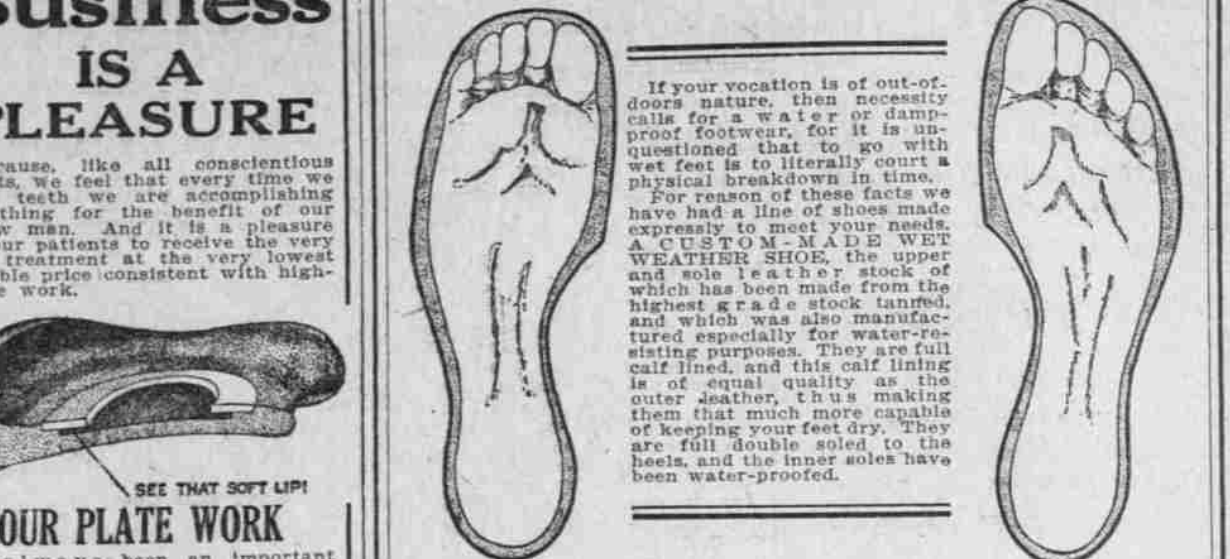 Business
IS A
PLEASURE
cause, like all conscientious
ts, we feel that every time we
teeth we are accomplishing
thing for the benefit of our
w man. And it is a pleasure
ur patients to receive the very
treatment at the very lowest
ble price consistent with high-
e work.
SEE THAT SOFT LIP!
OUR PLATE WORK
been an important
If your vocation is of out-of-
doors nature, then necessity
calls for a water or damp-
proof footwear, for it is un-
questioned that to go with
wet feet is to literally court a
physical breakdown in time.
For reason of these facts we
have had a line of shoes made
expressly to meet your needs.
A CUSTOM-MADE WET
WEATHER SHOE, the upper
and sole leather stock of
which has been made from the
highest grade stock tanned,
and which was also manufac-
tured especially for water-re-
sisting purposes. They are full
calf lined, and this calf lining
is of equal quality as the
outer leather, thus making
them that much more capable
of keeping your feet dry. They
are full double soled to the
heels, and the inner soles have
been water-proofed.